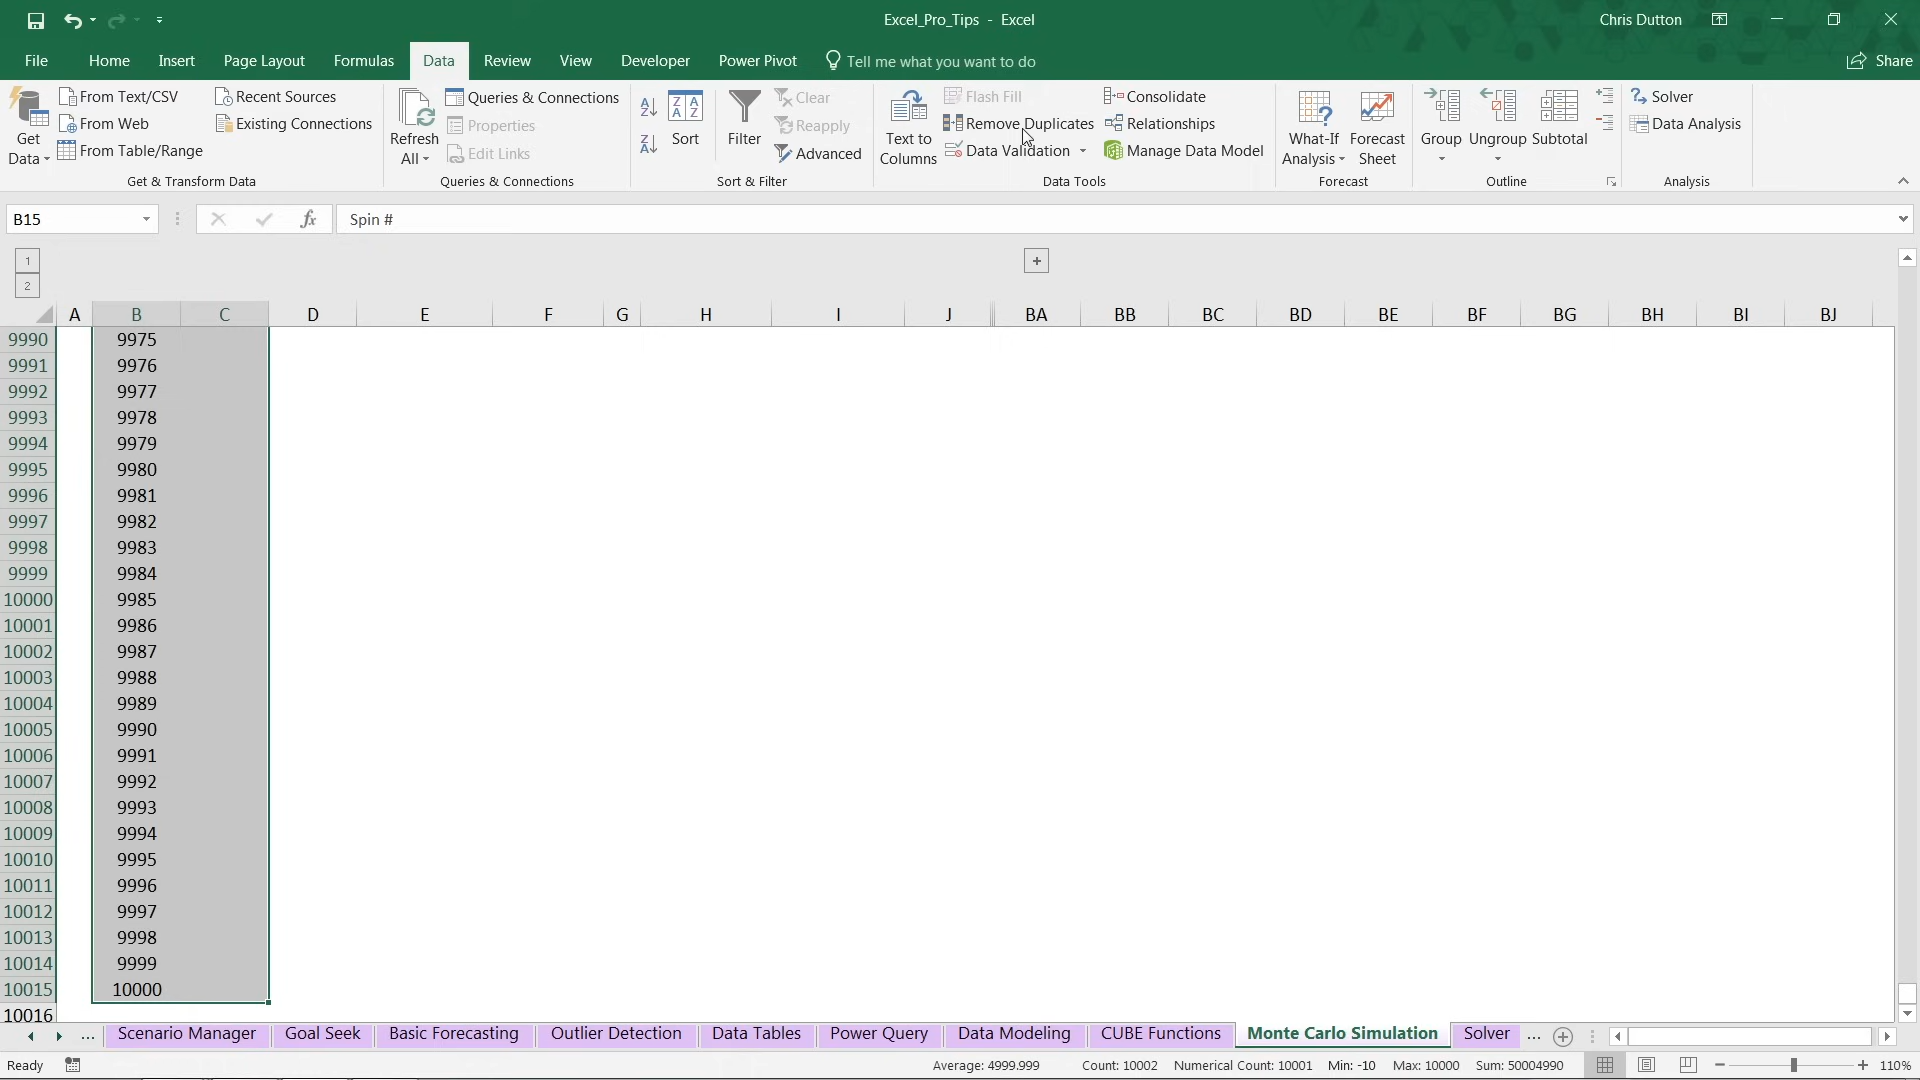 Excel_Pro_Tips - Excel
Chris Dutton
File Home Insert Page Layout Formulas Data Review View Developer Power Pivot Tell me what you want to do Share
Get Data
From Text/CSV
From Web
From Table/Range
Recent Sources
Existing Connections
Get & Transform Data
Refresh All
Queries & Connections
Properties
Edit Links
Queries & Connections
Sort
Filter
Clear
Reapply
Advanced
Sort & Filter
Text to Columns
Flash Fill
Remove Duplicates
Data Validation
Consolidate
Relationships
Manage Data Model
Data Tools
What-If Analysis
Forecast Sheet
Forecast
Group
Ungroup
Subtotal
Outline
Solver
Data Analysis
Analysis
B15 fx Spin #
1
2
A B C D E F G H I J BA BB BC BD BE BF BG BH BI BJ
9990 9975
9991 9976
9992 9977
9993 9978
9994 9979
9995 9980
9996 9981
9997 9982
9998 9983
9999 9984
10000 9985
10001 9986
10002 9987
10003 9988
10004 9989
10005 9990
10006 9991
10007 9992
10008 9993
10009 9994
10010 9995
10011 9996
10012 9997
10013 9998
10014 9999
10015 10000
10016
... Scenario Manager Goal Seek Basic Forecasting Outlier Detection Data Tables Power Query Data Modeling CUBE Functions Monte Carlo Simulation Solver ...
Ready Average: 4999.999 Count: 10002 Numerical Count: 10001 Min: -10 Max: 10000 Sum: 50004990 110%